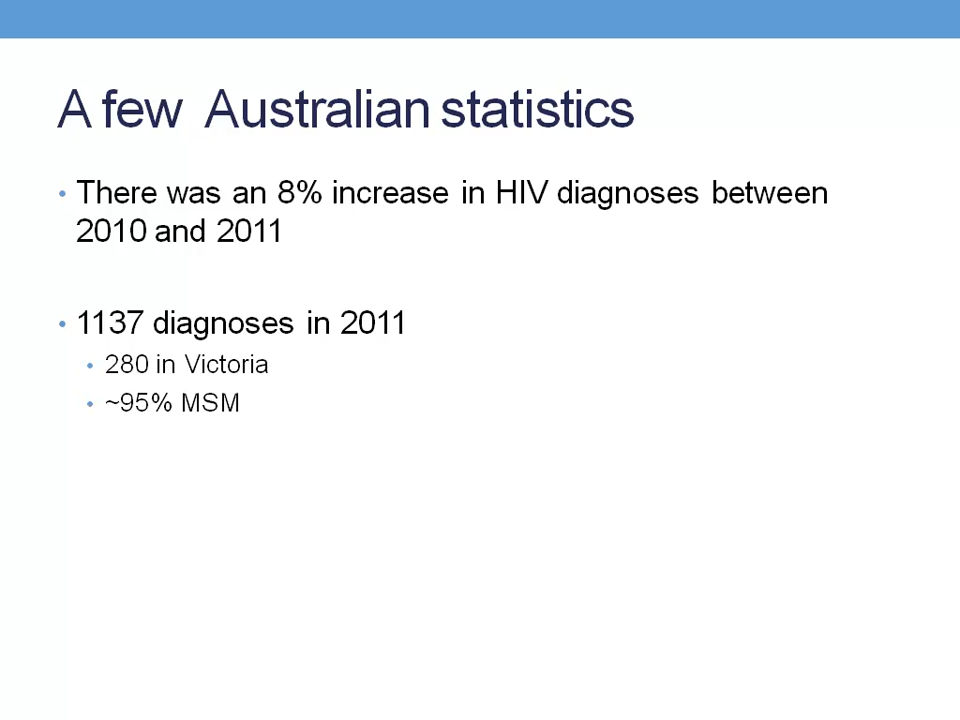 A few  Australian statistics
• There was an 8% increase in HIV diagnoses between
2010 and 2011
• 1137 diagnoses in 2011
• 280 in Victoria
• ~95% MSM